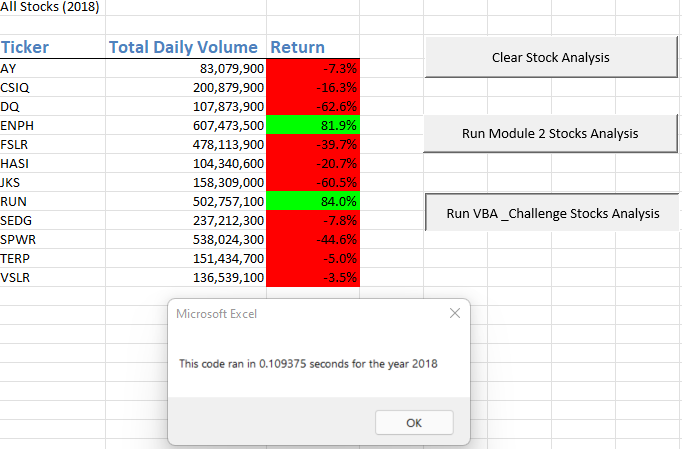 All Stocks (2018)
Ticker Total Daily Volume Return
AY 83,079,900 -7.3%
CSIQ 200,879,900 -16.3%
DQ 107,873,900 -62.6%
ENPH 607,473,500 81.9%
FSLR 478,113,900 -39.7%
HASI 104,340,600 -20.7%
JKS 158,309,000 -60.5%
RUN 502,757,100 84.0%
SEDG 237,212,300 -7.8%
SPWR 538,024,300 -44.6%
TERP 151,434,700 -5.0%
VSLR 136,539,100 -3.5%
Clear Stock Analysis
Run Module 2 Stocks Analysis
Run VBA _Challenge Stocks Analysis
Microsoft Excel
This code ran in 0.109375 seconds for the year 2018
OK